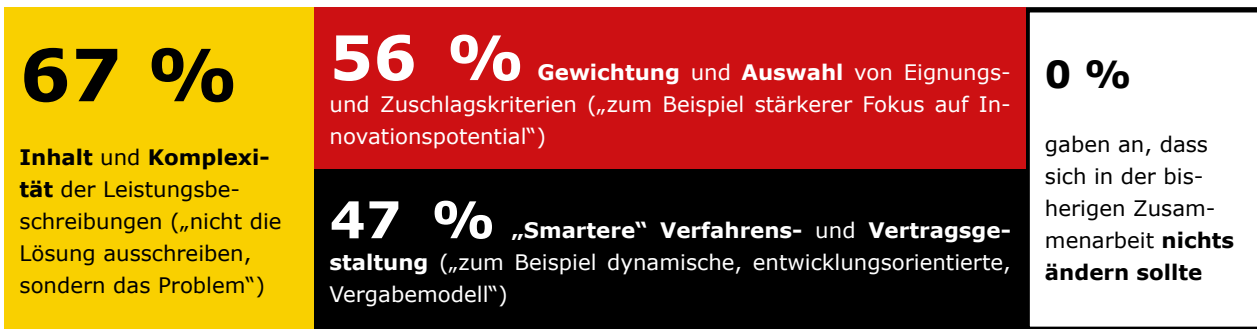 67 %
Inhalt und Komplexi-
tät der Leistungsbe-
schreibungen („nicht die
Lösung ausschreiben,
sondern das Problem“)
56 % Gewichtung und Auswahl von Eignungs-
und Zuschlagskriterien („zum Beispiel stärkerer Fokus auf In-
novationspotential“)
47 % „Smartere“ Verfahrens- und Vertragsge-
staltung („zum Beispiel dynamische, entwicklungsorientierte,
Vergabemodell“)
0 %
gaben an, dass
sich in der bis-
herigen Zusam-
menarbeit nichts
ändern sollte